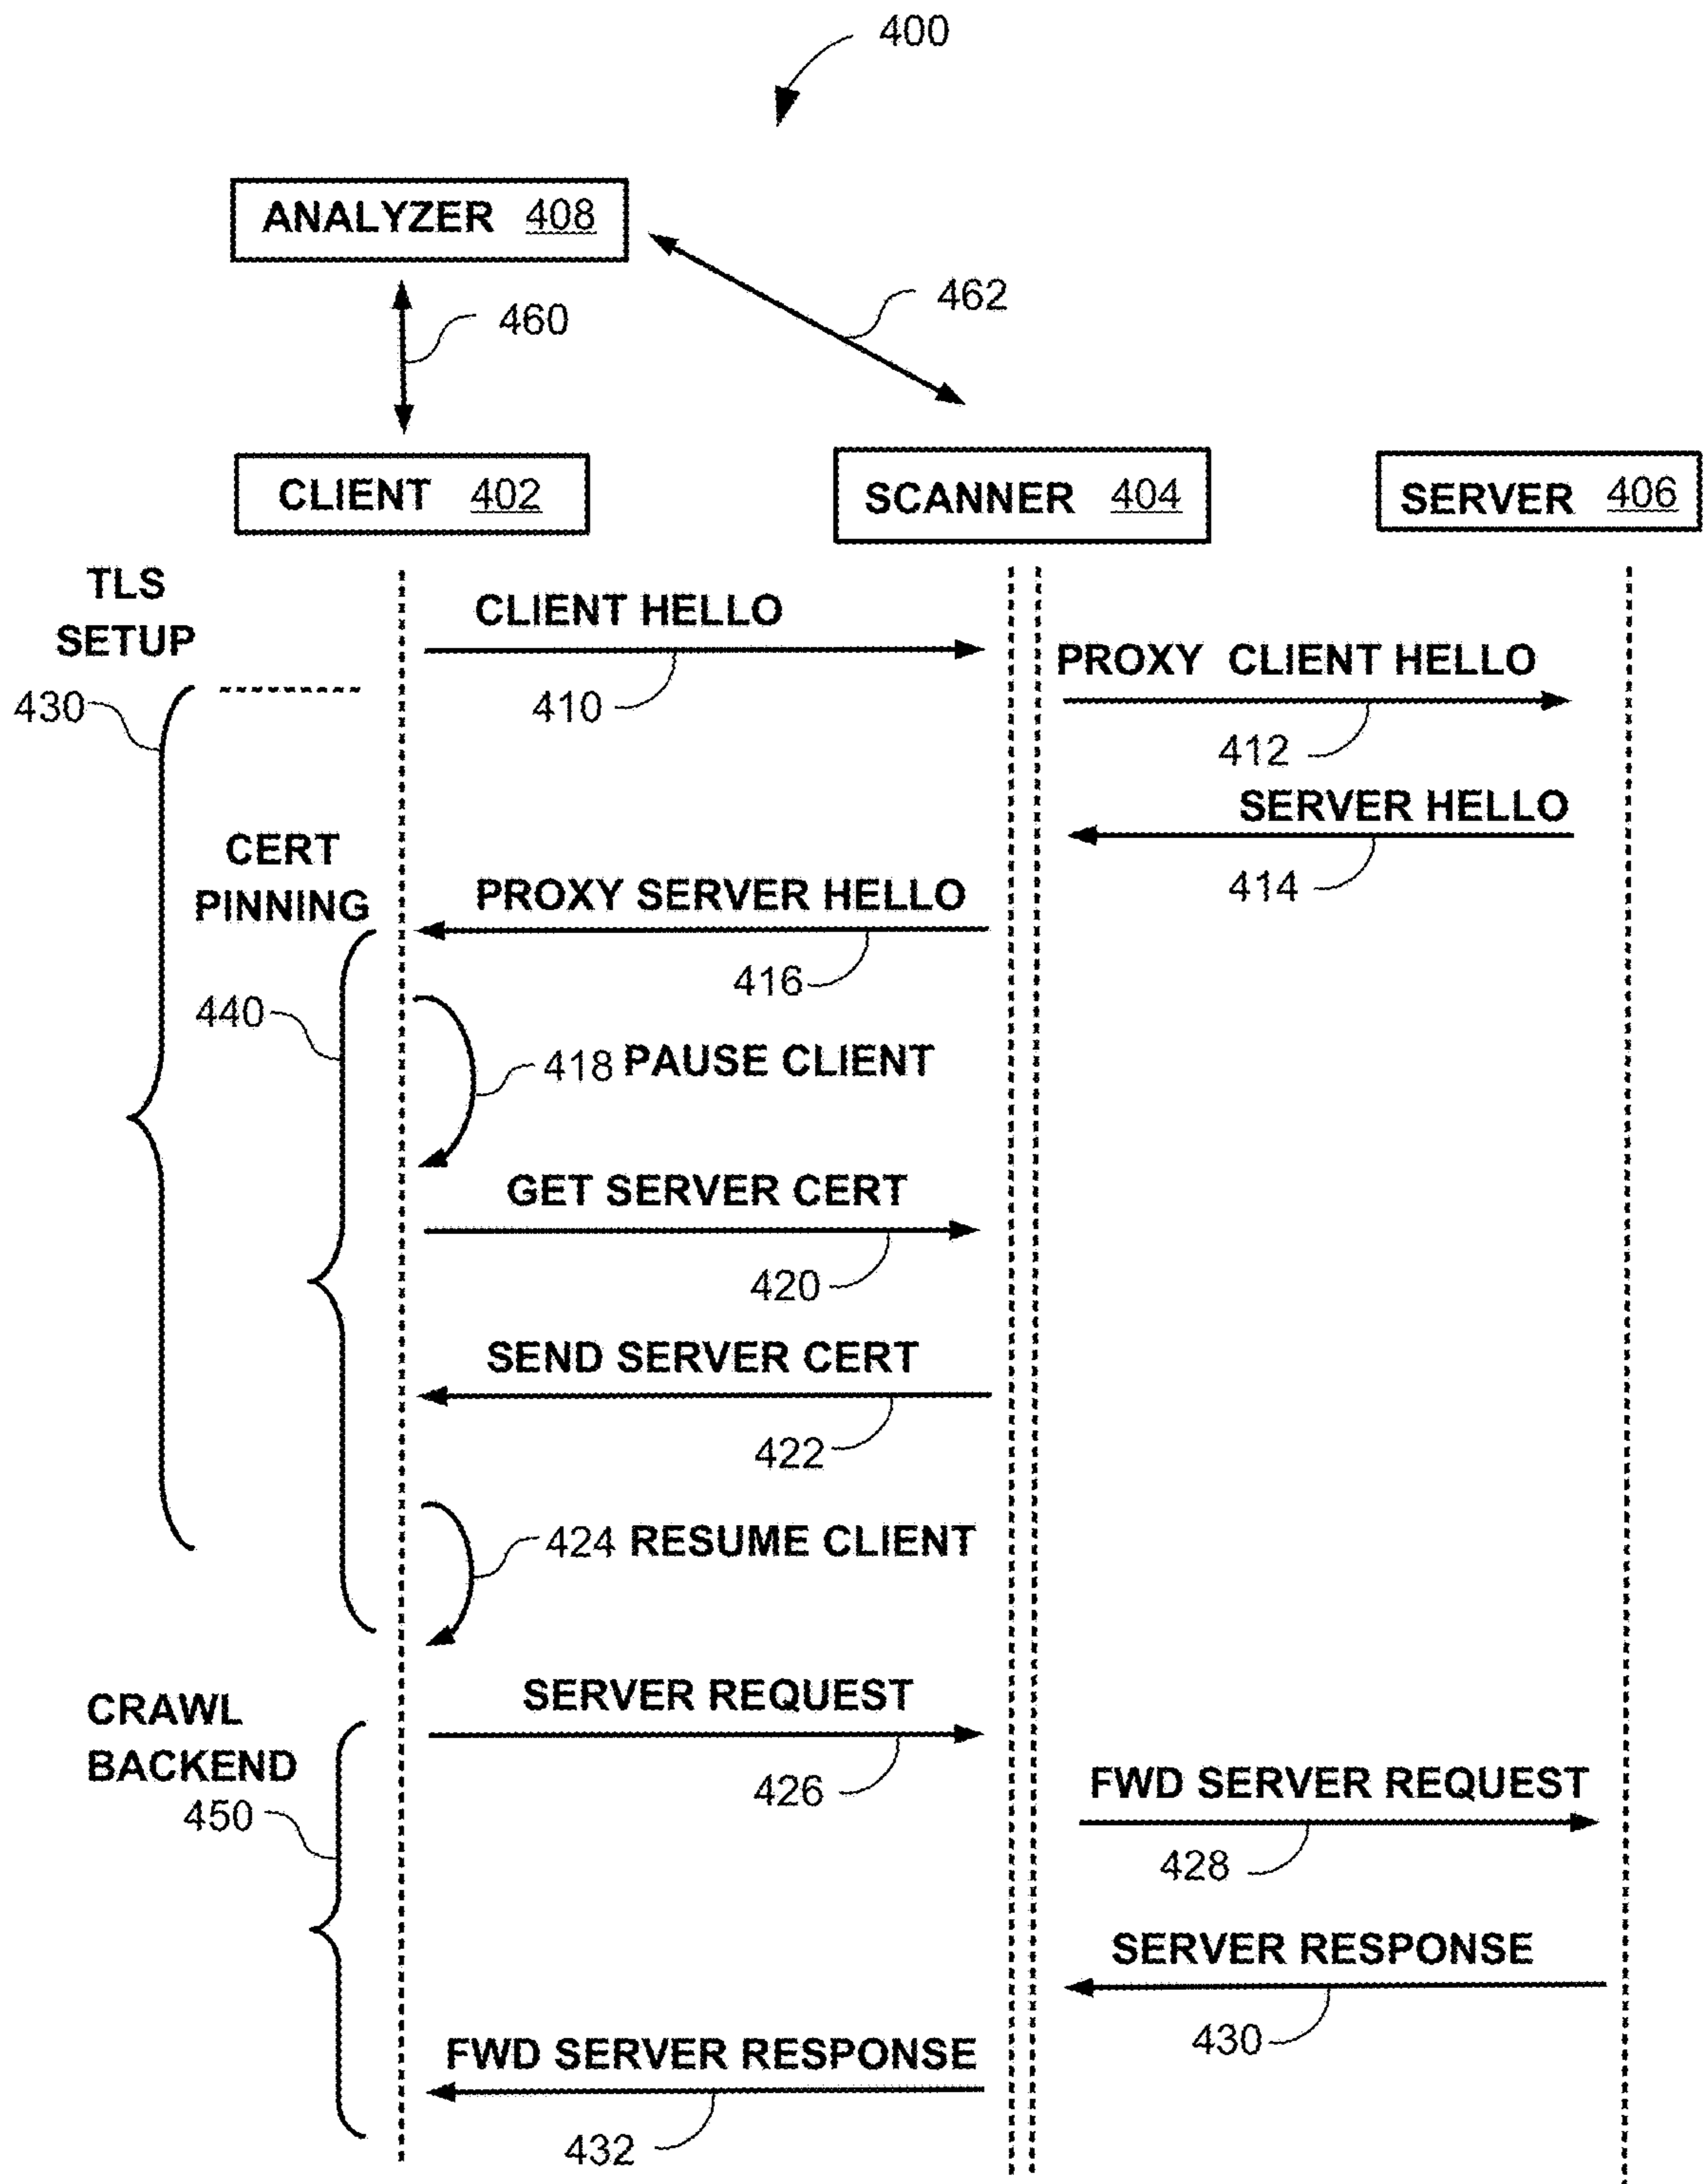 400
ANALYZER 408
462
460
CLIENT 402
SCANNER 404
SERVER 406
TLS
SETUP
CLIENT HELLO
PROXY CLIENT HELLO
430
410
412
SERVER HELLO
CERT
PINNING
PROXY SERVER HELLO
414
416
440
418 PAUSE CLIENT
GET SERVER CERT
420
SEND SERVER CERT
422
424 RESUME CLIENT
SERVER REQUEST
CRAWL
BACKEND
426
FWD SERVER REQUEST
450
428
SERVER RESPONSE
430
FWD SERVER RESPONSE
432